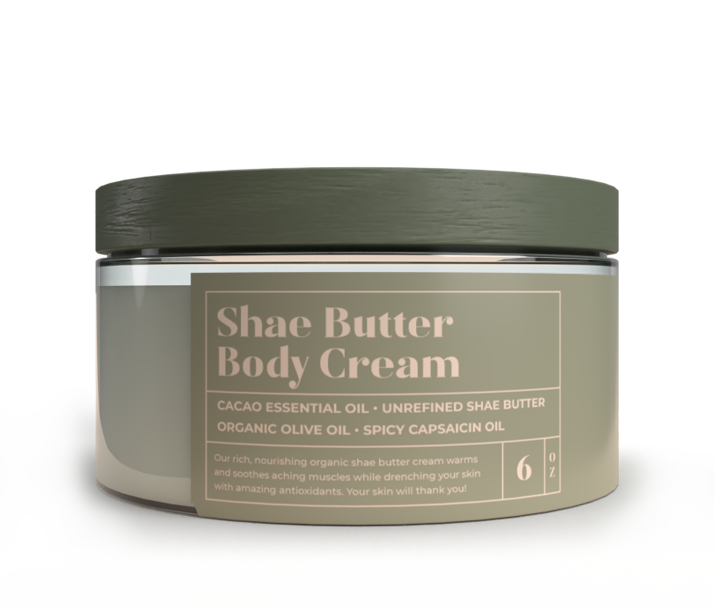 Shae Butter
Body Cream
CACAO ESSENTIAL OIL • UNREFINED SHAE BUTTER
ORGANIC OLIVE OIL • SPICY CAPSAICIN OIL
Our rich, nourishing organic shae butter cream warms
and soothes aching muscles while drenching your skin
with amazing antioxidants. Your skin will thank you!
6 OZ